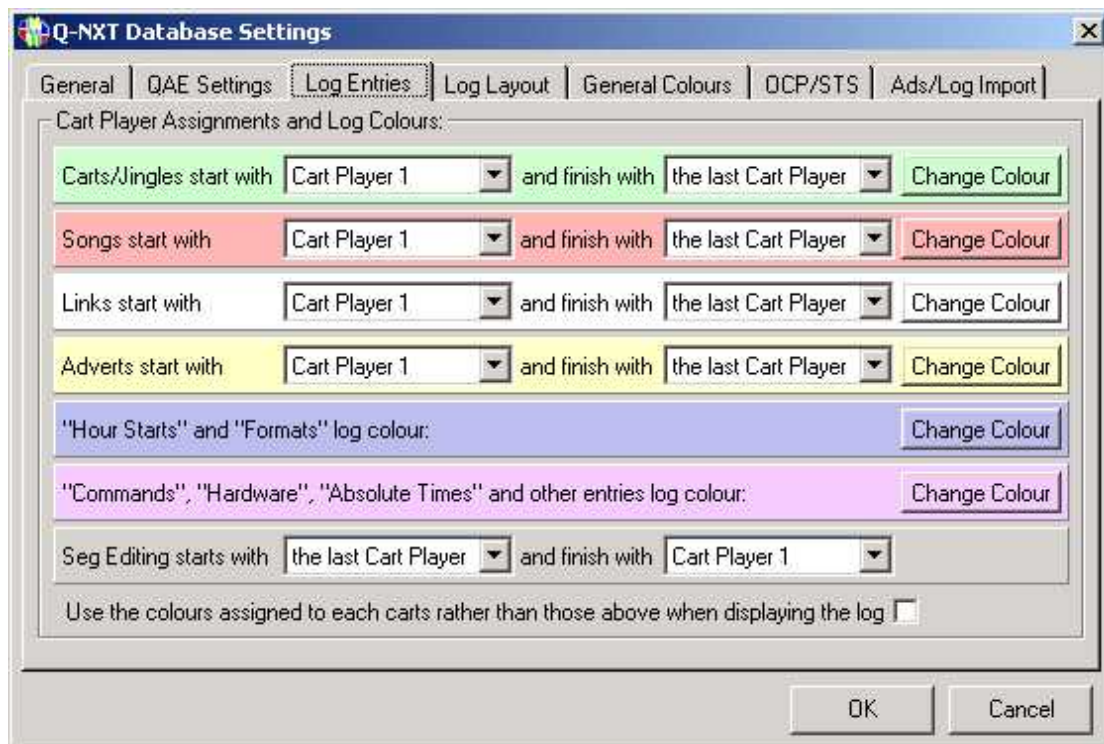 Q-NXT Database Settings
General QAE Settings Log Entries Log Layout General Colours OCP/STS Ads/Log Import
Cart Player Assignments and Log Colours:
Carts/Jingles start with Cart Player 1 and finish with the last Cart Player Change Colour
Songs start with Cart Player 1 and finish with the last Cart Player Change Colour
Links start with Cart Player 1 and finish with the last Cart Player Change Colour
Adverts start with Cart Player 1 and finish with the last Cart Player Change Colour
"Hour Starts" and "Formats" log colour: Change Colour
"Commands", "Hardware", "Absolute Times" and other entries log colour: Change Colour
Seg Editing starts with the last Cart Player and finish with Cart Player 1
Use the colours assigned to each carts rather than those above when displaying the log
OK Cancel